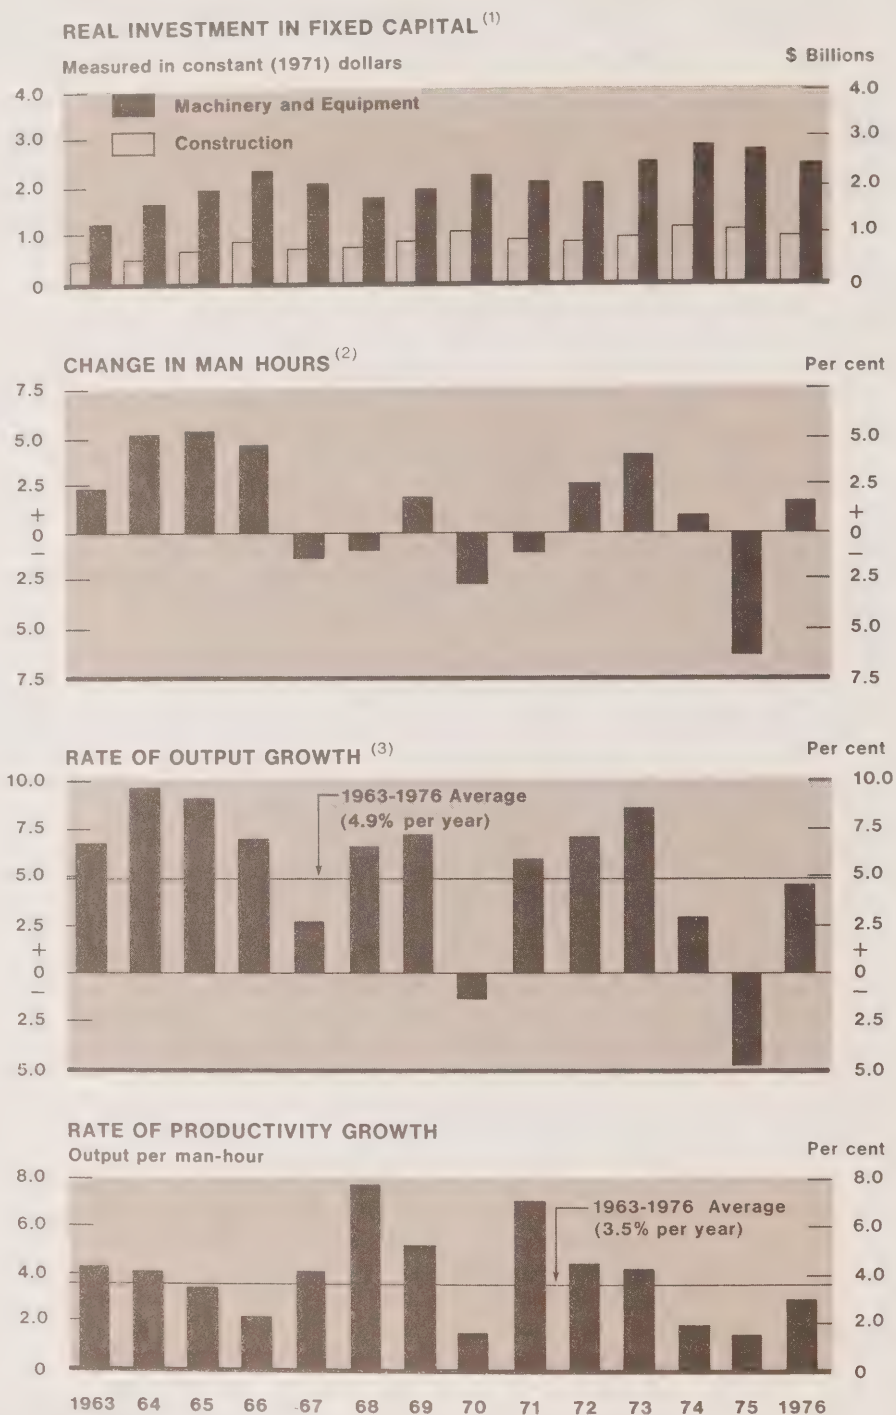 REAL INVESTMENT IN FIXED CAPITAL (1)
Measured in constant (1971) dollars
$ Billions
4.0 4.0
Machinery and Equipment
3.0 3.0
Construction
2.0 2.0
1.0 1.0
0 0
CHANGE IN MAN HOURS (2)
Per cent
7.5
5.0 5.0
2.5 2.5
+ +
0 0
− −
2.5 2.5
5.0 5.0
7.5 7.5
RATE OF OUTPUT GROWTH (3)
Per cent
10.0 10.0
1963-1976 Average
(4.9% per year)
7.5 7.5
5.0 5.0
2.5 2.5
+ +
0 0
− −
2.5 2.5
5.0 5.0
RATE OF PRODUCTIVITY GROWTH
Output per man-hour
Per cent
8.0 8.0
1963-1976 Average
(3.5% per year)
6.0 6.0
4.0 4.0
2.0 2.0
0 0
1963 64 65 66 67 68 69 70 71 72 73 74 75 1976